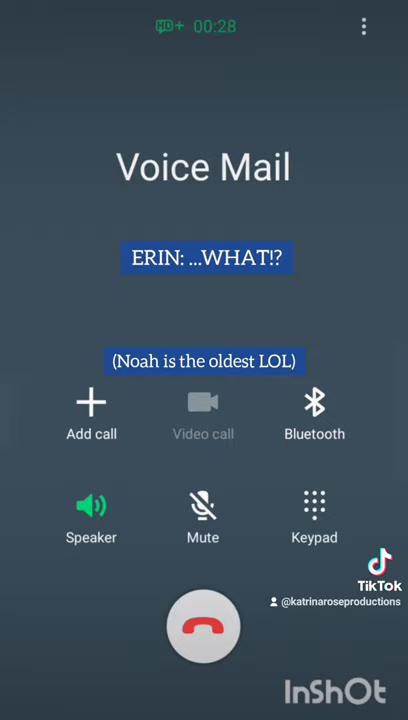 HD+ 00:28
Voice Mail
ERIN: ...WHAT!?
(Noah is the oldest LOL)
Add call
Video call
Bluetooth
Speaker
Mute
Keypad
TikTok
@katrinaroseproductions
InShOt